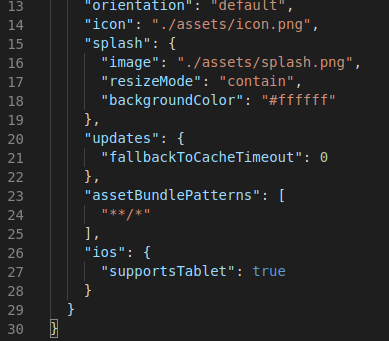 13 "orientation": "default",
14 "icon": "./assets/icon.png",
15 "splash": {
16 "image": "./assets/splash.png",
17 "resizeMode": "contain",
18 "backgroundColor": "#ffffff"
19 },
20 "updates": {
21 "fallbackToCacheTimeout": 0
22 },
23 "assetBundlePatterns": [
24 "**/*"
25 ],
26 "ios": {
27 "supportsTablet": true
28 }
29 }
30 }